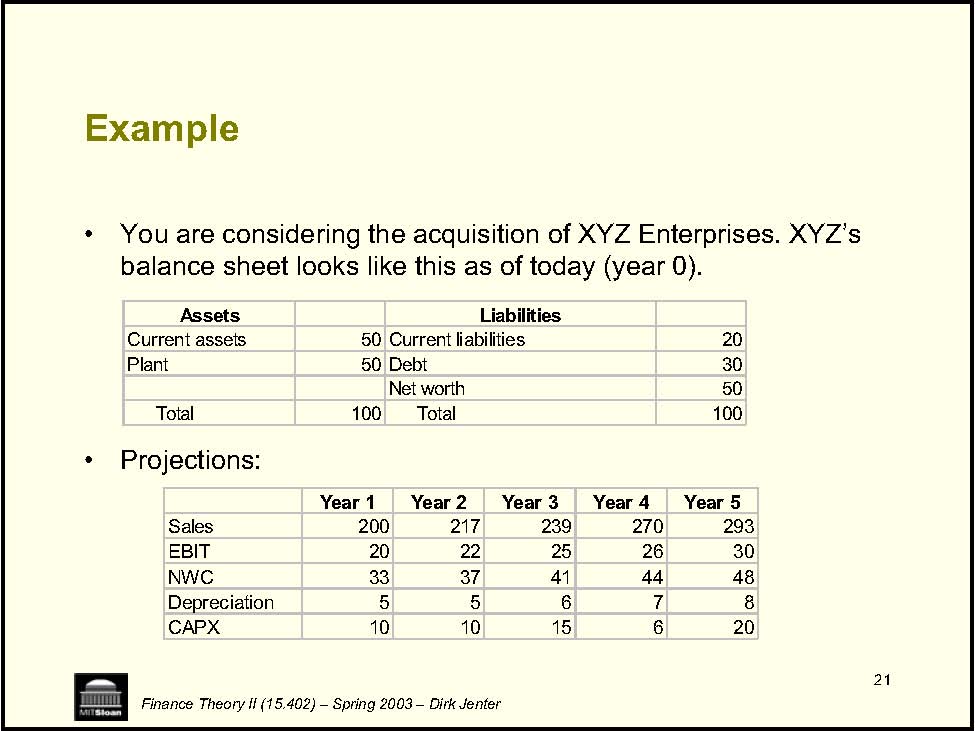 Example
• You are considering the acquisition of XYZ Enterprises. XYZ’s
balance sheet looks like this as of today (year 0).
Assets Liabilities
Current assets 50 Current liabilities 20
Plant 50 Debt 30
Net worth 50
Total 100 Total 100
• Projections:
Year 1 Year 2 Year 3 Year 4 Year 5
Sales 200 217 239 270 293
EBIT 20 22 25 26 30
NWC 33 37 41 44 48
Depreciation 5 5 6 7 8
CAPX 10 10 15 6 20
21
MITSloan
Finance Theory II (15.402) – Spring 2003 – Dirk Jenter